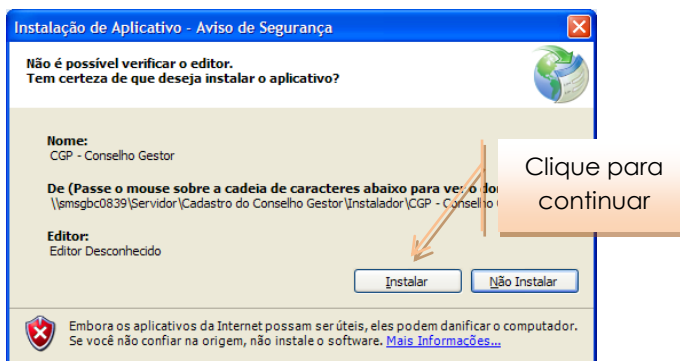 Instalação de Aplicativo - Aviso de Segurança
Não é possível verificar o editor.
Tem certeza de que deseja instalar o aplicativo?
Nome:
CGP - Conselho Gestor
De (Passe o mouse sobre a cadeia de caracteres abaixo para ver o do
\\smsgbc0839\Servidor\Cadastro do Conselho Gestor\Instalador\CGP - Conselho
Editor:
Editor Desconhecido
Clique para
continuar
Instalar
Não Instalar
Embora os aplicativos da Internet possam ser úteis, eles podem danificar o computador.
Se você não confiar na origem, não instale o software. Mais Informações...